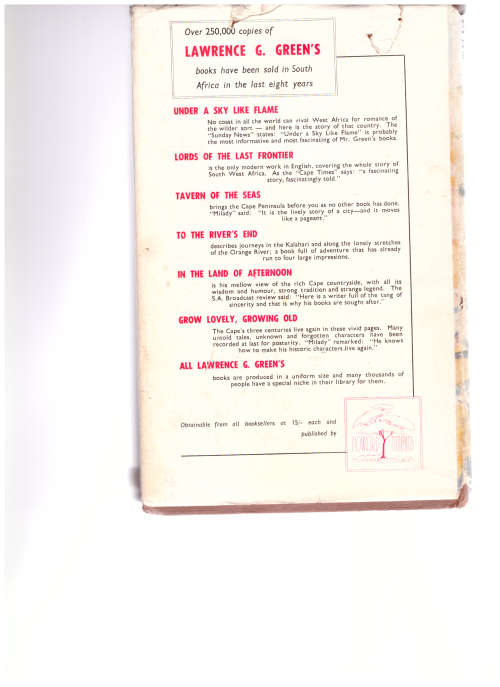 Over 250,000 copies of
LAWRENCE G. GREEN'S
books have been sold in South
Africa in the last eight years
UNDER A SKY LIKE FLAME
No coast in all the world can rival West Africa for romance of
the wilder sort — and here is the story of that country. The
"Sunday News" states: "Under a Sky Like Flame" is probably
the most informative and most fascinating of Mr. Green's books.
LORDS OF THE LAST FRONTIER
is the only modern work in English, covering the whole story of
South West Africa. As the "Cape Times" says: "a fascinating
story, fascinatingly told."
TAVERN OF THE SEAS
brings the Cape Peninsula before you as no other book has done.
"Milady" said: "It is the lively story of a city—and it moves
like a pageant."
TO THE RIVER'S END
describes journeys in the Kalahari and along the lonely stretches
of the Orange River; a book full of adventure that has already
run to four large impressions.
IN THE LAND OF AFTERNOON
is his mellow view of the rich Cape countryside, with all its
wisdom and humour, strong tradition and strange legend. The
S.A. Broadcast review said: "Here is a writer full of the tang of
sincerity and that is why his books are sought after."
GROW LOVELY, GROWING OLD
The Cape's three centuries live again in these vivid pages. Many
untold tales, unknown and forgotten characters have been
recorded at last for posterity. "Milady" remarked: "He knows
how to make his historic characters live again."
ALL LAWRENCE G. GREEN'S
books are produced in a uniform size and many thousands of
people have a special niche in their library for them.
Obtainable from all booksellers at 15/- each and
published by